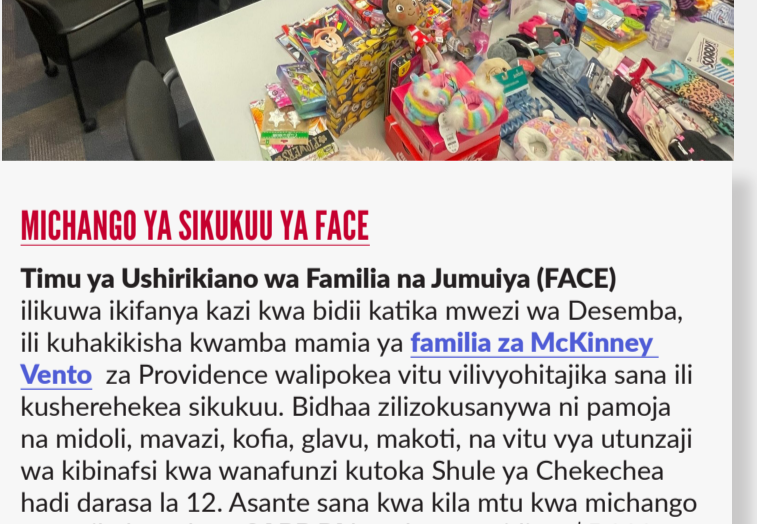 SORRY!
MICHANGO YA SIKUKUU YA FACE
Timu ya Ushirikiano wa Familia na Jumuiya (FACE)
ilikuwa ikifanya kazi kwa bidii katika mwezi wa Desemba,
ili kuhakikisha kwamba mamia ya familia za McKinney
Vento za Providence walipokea vitu vilivyohitajika sana ili
kusherehekea sikukuu. Bidhaa zilizokusanywa ni pamoja
na midoli, mavazi, kofia, glavu, makoti, na vitu vya utunzaji
wa kibinafsi kwa wanafunzi kutoka Shule ya Chekechea
hadi darasa la 12. Asante sana kwa kila mtu kwa michango